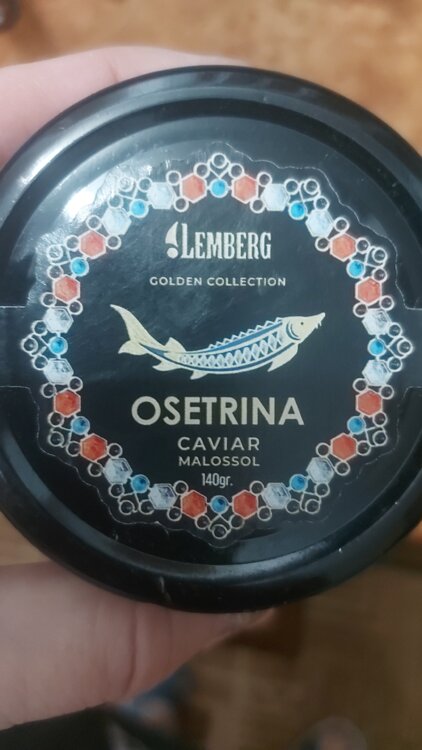 LEMBERG
GOLDEN COLLECTION
OSETRINA
CAVIAR
MALOSSOL
140gr.